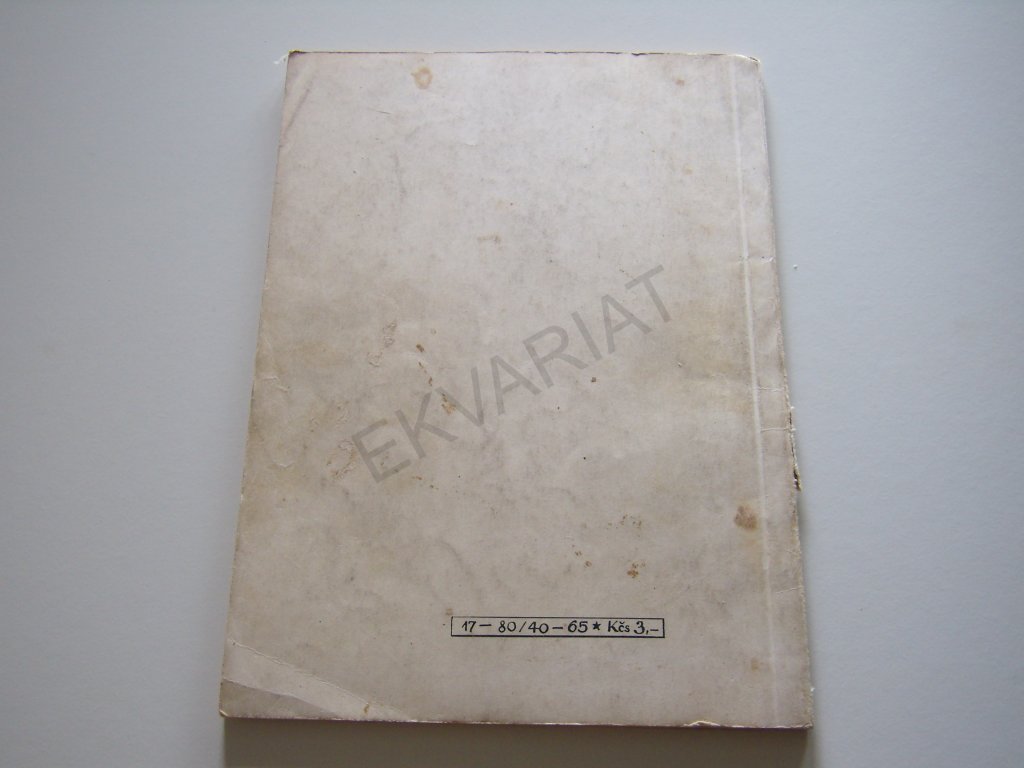 EKVARIAT
17 — 80/40 — 65 * Kčs 3,—